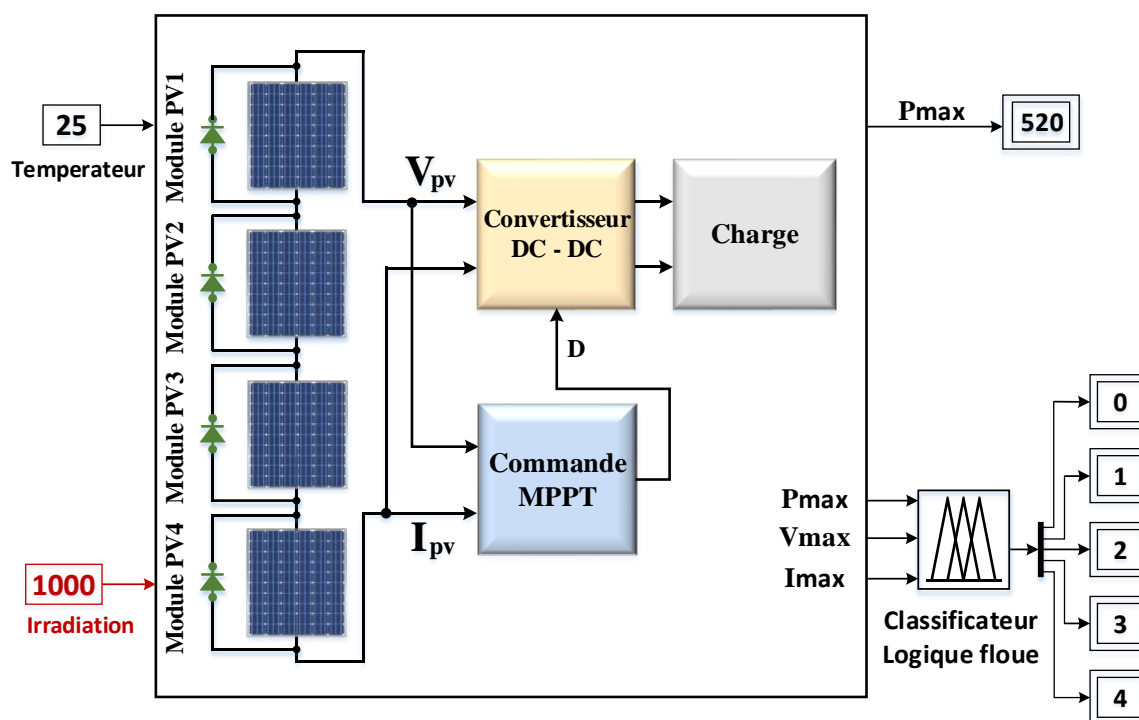 25
Temperateur
1000
Irradiation
Module PV1
Module PV2
Module PV3
Module PV4
Vpv
Ipv
Convertisseur
DC - DC
Charge
D
Commande
MPPT
Pmax
520
Pmax
Vmax
Imax
Classificateur
Logique floue
0
1
2
3
4